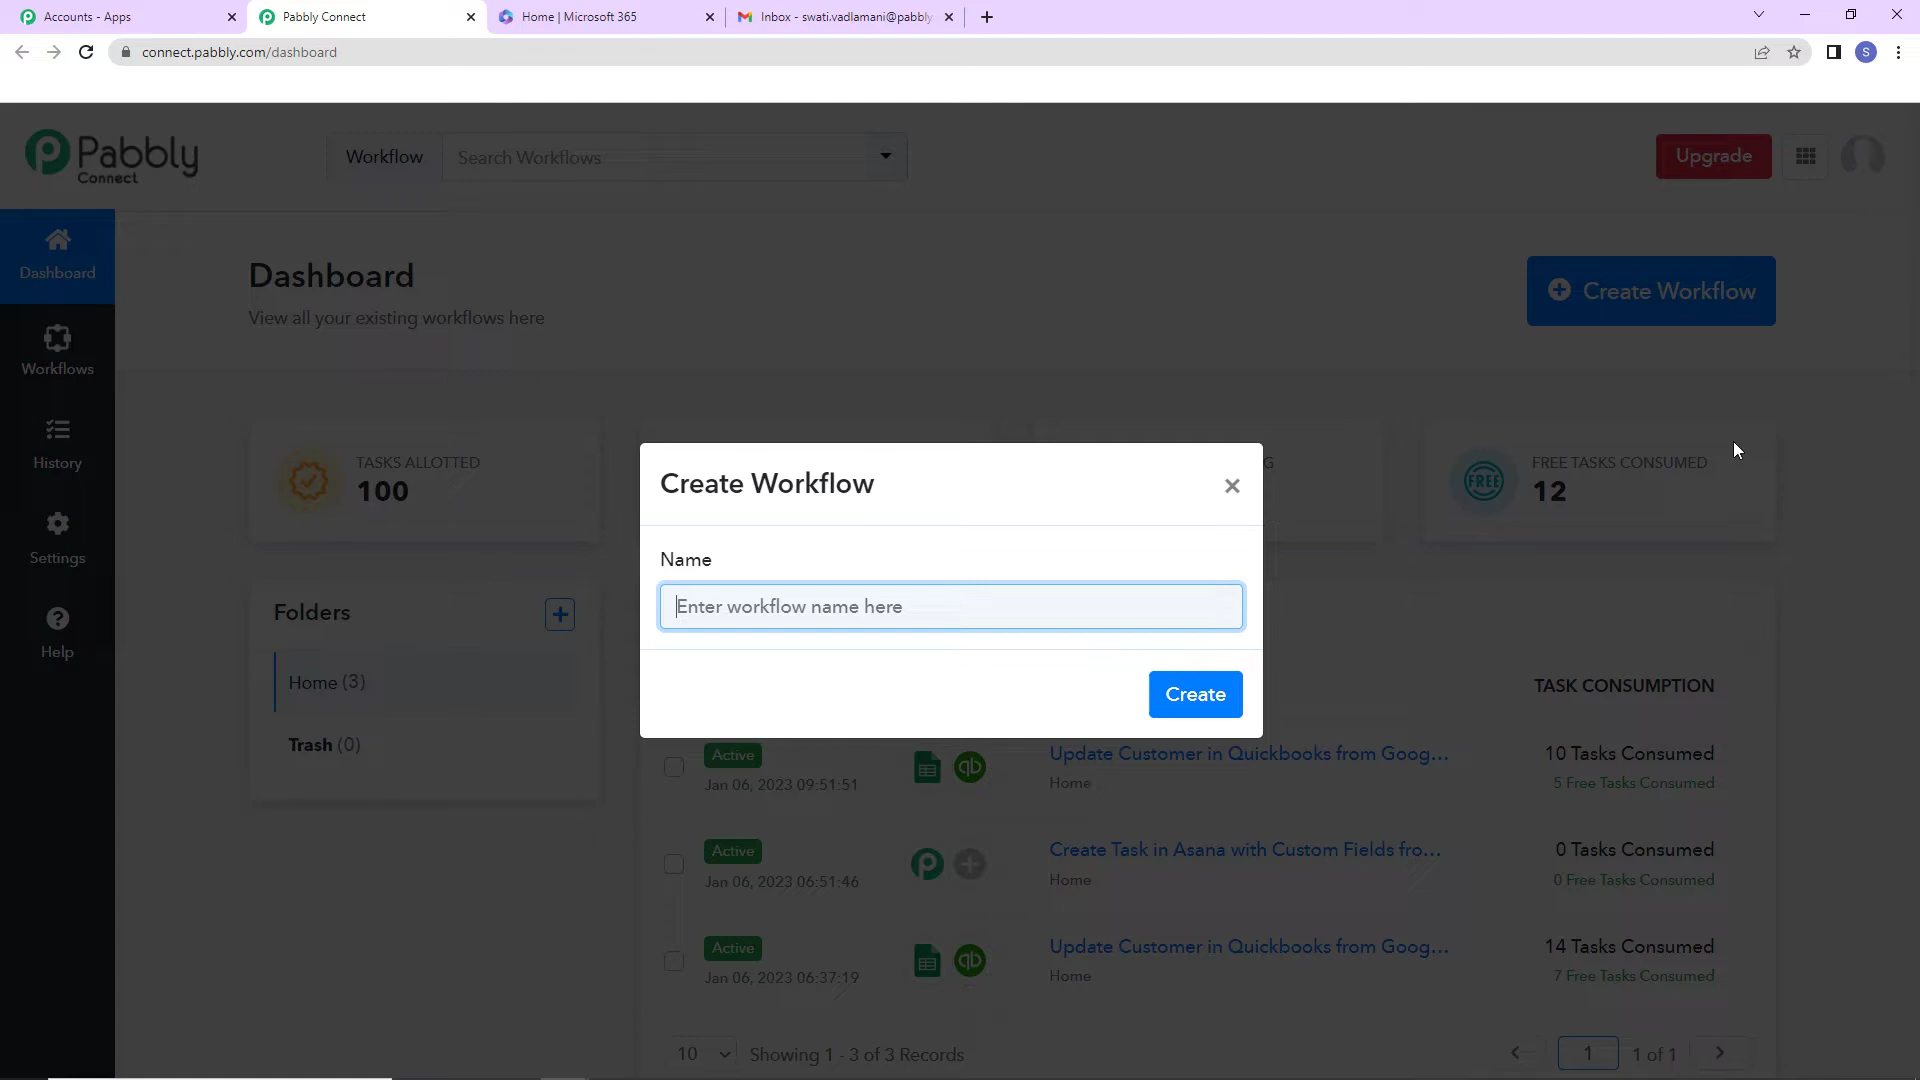 Accounts - Apps
Pabbly Connect
Home | Microsoft 365
Inbox - swati.vadlamani@pabbly
connect.pabbly.com/dashboard
S
Pabbly
Connect
Workflow
Search Workflows
Upgrade
Dashboard
Workflows
History
Settings
Help
Dashboard
View all your existing workflows here
Create Workflow
TASKS ALLOTTED
100
G
FREE
FREE TASKS CONSUMED
12
Folders
Home (3)
Trash (0)
Create Workflow
Name
Enter workflow name here
Create
TASK CONSUMPTION
Active
Jan 06, 2023 09:51:51
qb
Update Customer in Quickbooks from Goog...
Home
10 Tasks Consumed
5 Free Tasks Consumed
Active
Jan 06, 2023 06:51:46
Create Task in Asana with Custom Fields fro...
Home
0 Tasks Consumed
0 Free Tasks Consumed
Active
Jan 06, 2023 06:37:19
qb
Update Customer in Quickbooks from Goog...
Home
14 Tasks Consumed
7 Free Tasks Consumed
10
Showing 1 - 3 of 3 Records
1
1 of 1